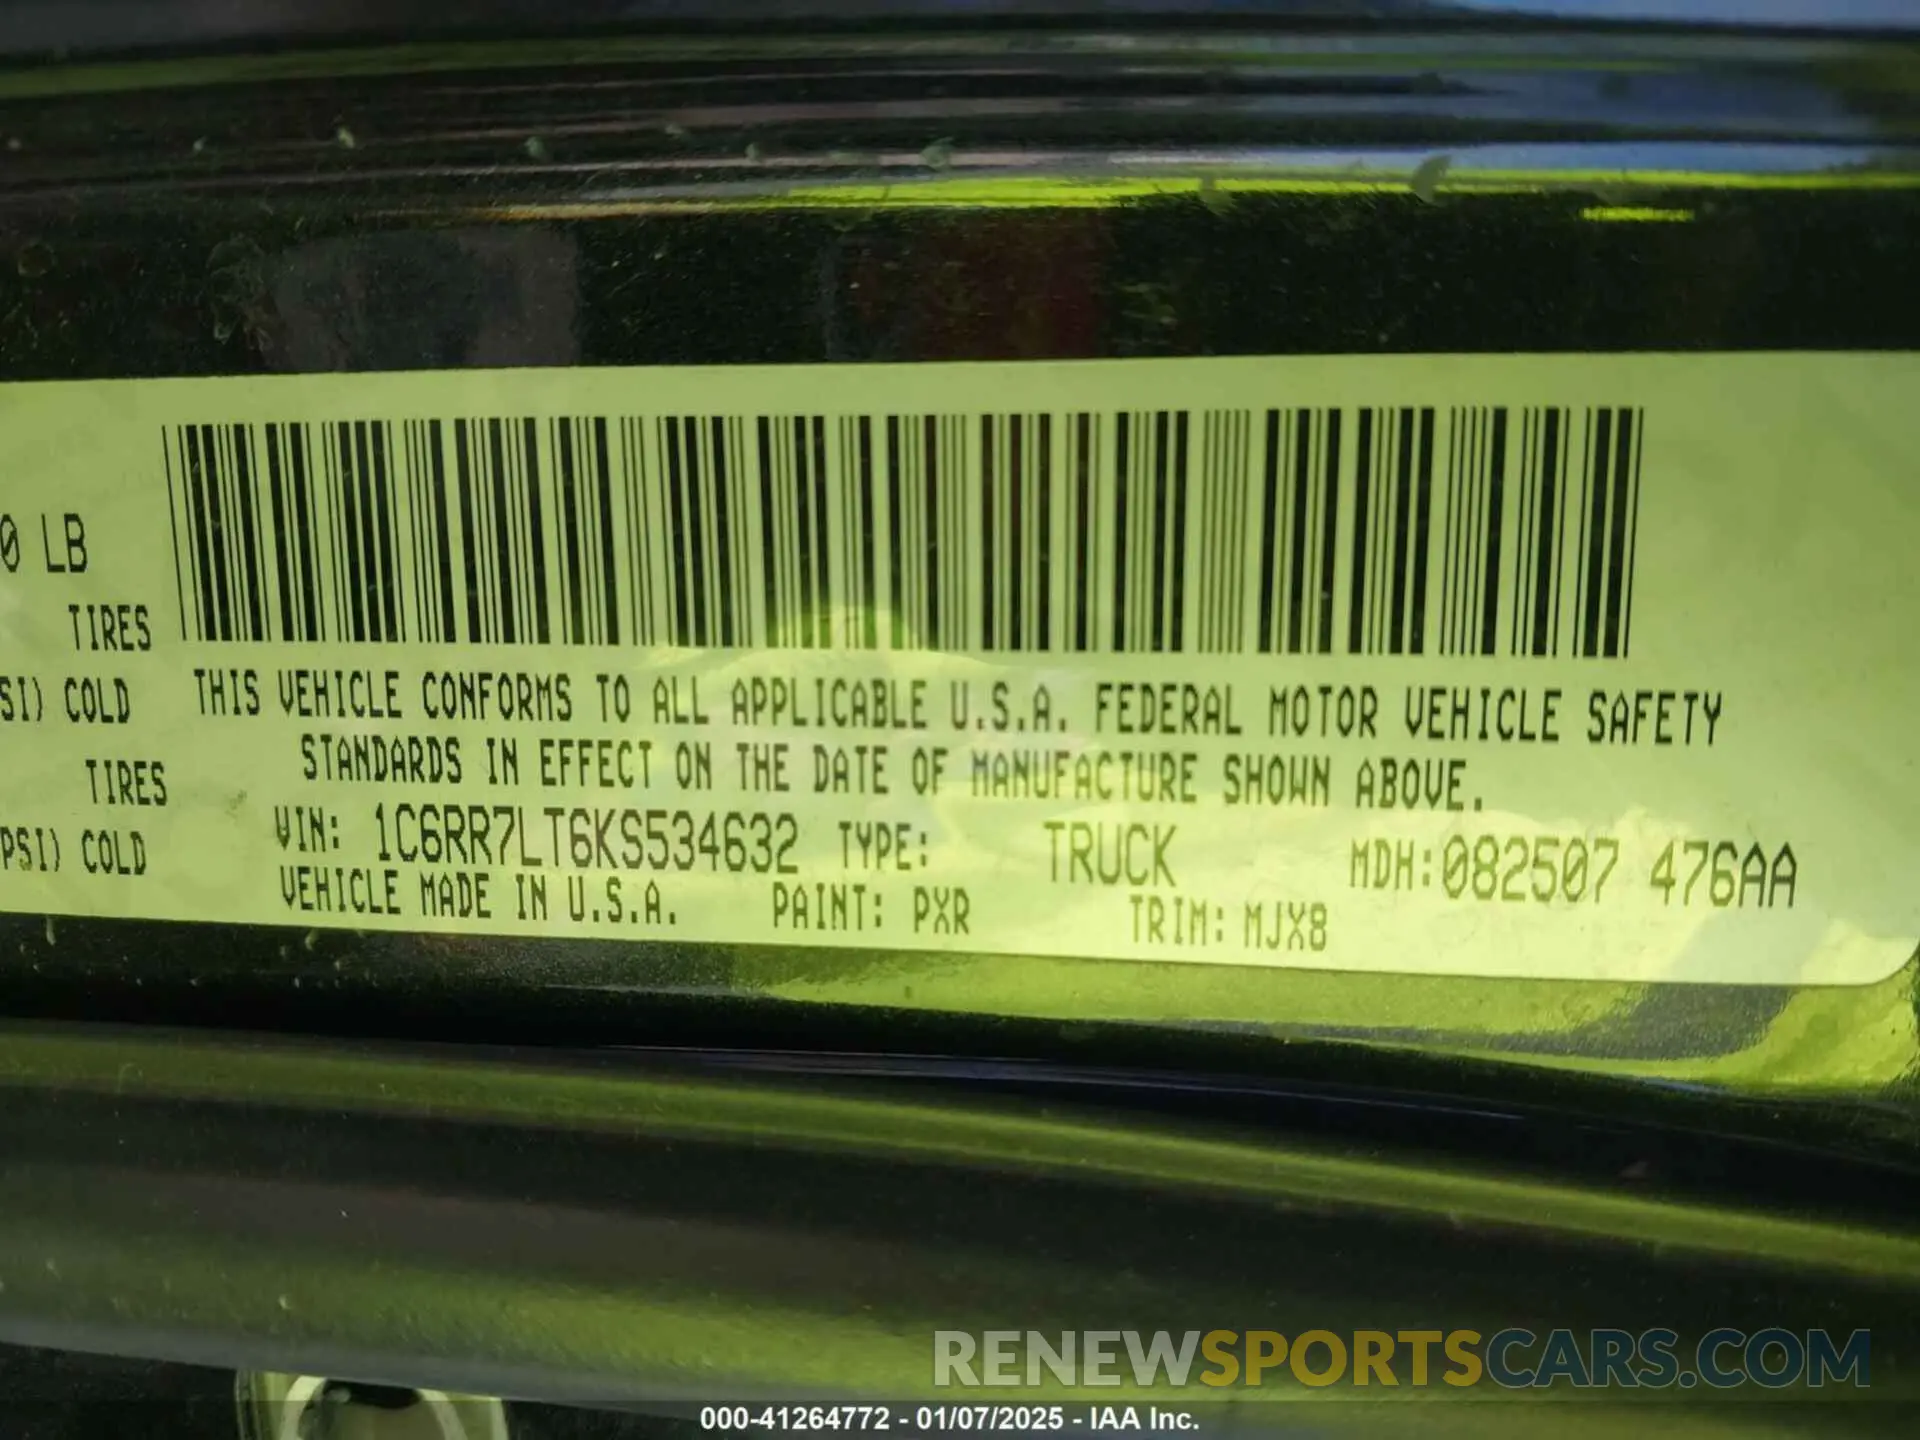 0 LB
TIRES
SI) COLD
TIRES
PSI) COLD
THIS VEHICLE CONFORMS TO ALL APPLICABLE U.S.A. FEDERAL MOTOR VEHICLE SAFETY
STANDARDS IN EFFECT ON THE DATE OF MANUFACTURE SHOWN ABOVE.
VIN: 1C6RR7LT6KS534632 TYPE: TRUCK MDH:082507 476AA
VEHICLE MADE IN U.S.A. PAINT: PXR TRIM: MJX8
RENEWSPORTSCARS.COM
000-41264772 - 01/07/2025 - IAA Inc.